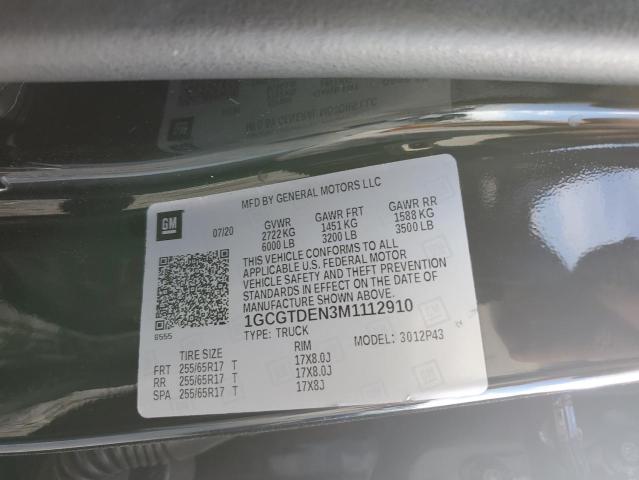 MFD BY GENERAL MOTORS LLC
GM
07/20
GVWR GAWR FRT GAWR RR
2722 KG 1451 KG 1588 KG
6000 LB 3200 LB 3500 LB
THIS VEHICLE CONFORMS TO ALL
APPLICABLE U.S. FEDERAL MOTOR
VEHICLE SAFETY AND THEFT PREVENTION
STANDARDS IN EFFECT ON THE DATE OF
MANUFACTURE SHOWN ABOVE.
1GCGTDEN3M1112910
TYPE: TRUCK
MODEL: 3012P43
TIRE SIZE RIM
FRT 255/65R17 T 17X8.0J
RR 255/65R17 T 17X8.0J
SPA 255/65R17 T 17X8J